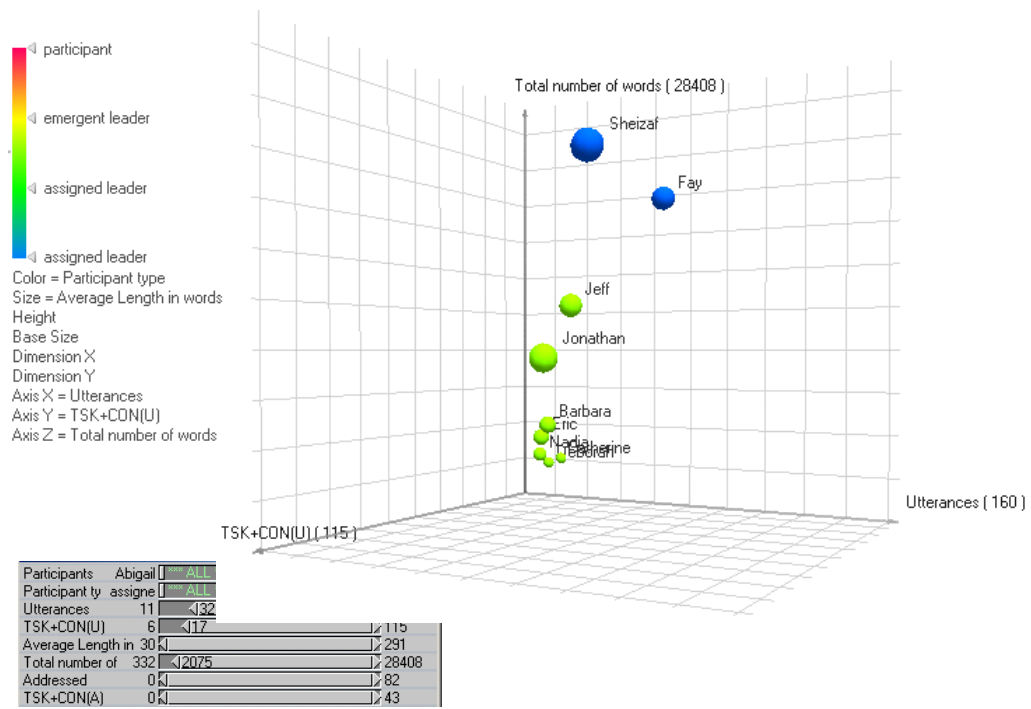 participant
emergent leader
assigned leader
assigned leader
Color = Participant type
Size = Average Length in words
Height
Base Size
Dimension X
Dimension Y
Axis X = Utterances
Axis Y = TSK+CON(U)
Axis Z = Total number of words
Total number of words ( 28408 )
Sheizaf
Fay
Jeff
Jonathan
Barbara
Eric
Nadia
Catherine
Deborah
Utterances ( 160 )
TSK+CON(U) ( 115 )
Participants Abigail *** ALL
Participant ty assigne *** ALL
Utterances 11 32
TSK+CON(U) 6 17 115
Average Length in 30 291
Total number of 332 2075 28408
Addressed 0 82
TSK+CON(A) 0 43